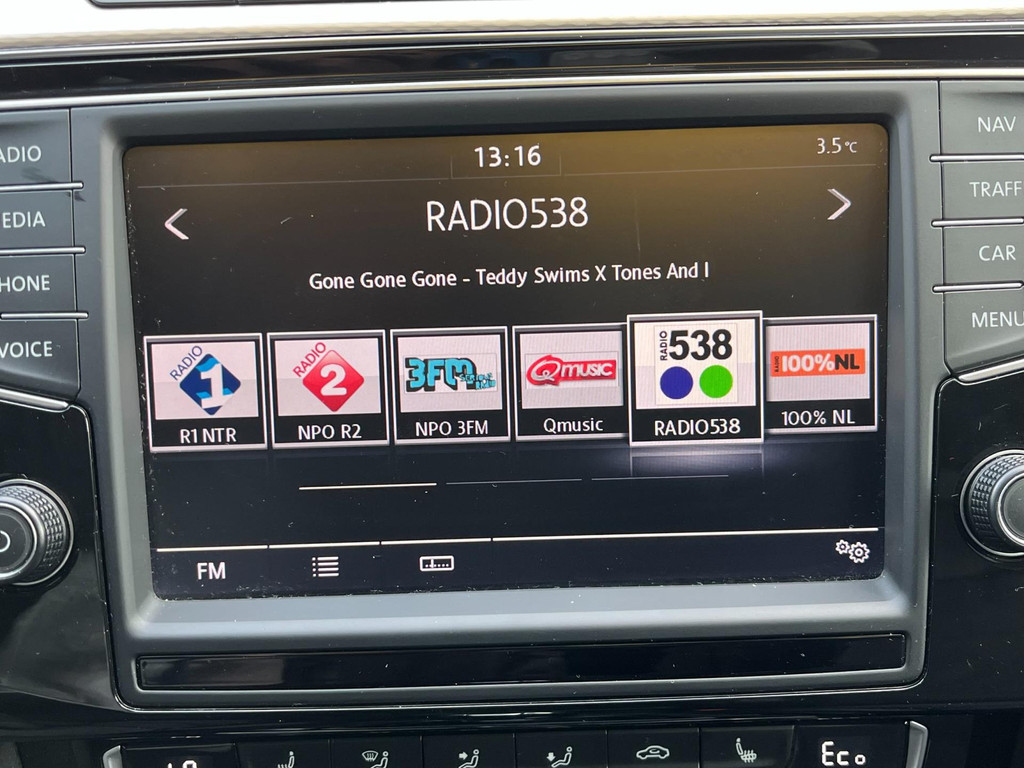 13:16
3.5°C
RADIO538
Gone Gone Gone - Teddy Swims X Tones And I
RADIO 1
R1 NTR
RADIO 2
NPO R2
3FM
NPO 3FM
Qmusic
Qmusic
RADIO 538
RADIO538
RADIO 100%NL
100% NL
FM
ADIO
EDIA
HONE
VOICE
NAV
TRAFF
CAR
MENU
Eco